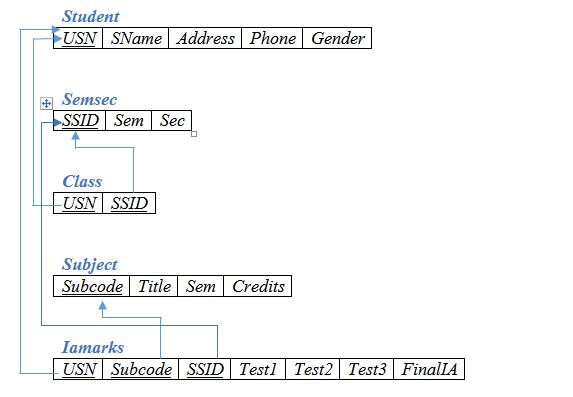 Student
USN SName Address Phone Gender
Semsec
SSID Sem Sec
Class
USN SSID
Subject
Subcode Title Sem Credits
Iamarks
USN Subcode SSID Test1 Test2 Test3 FinalIA